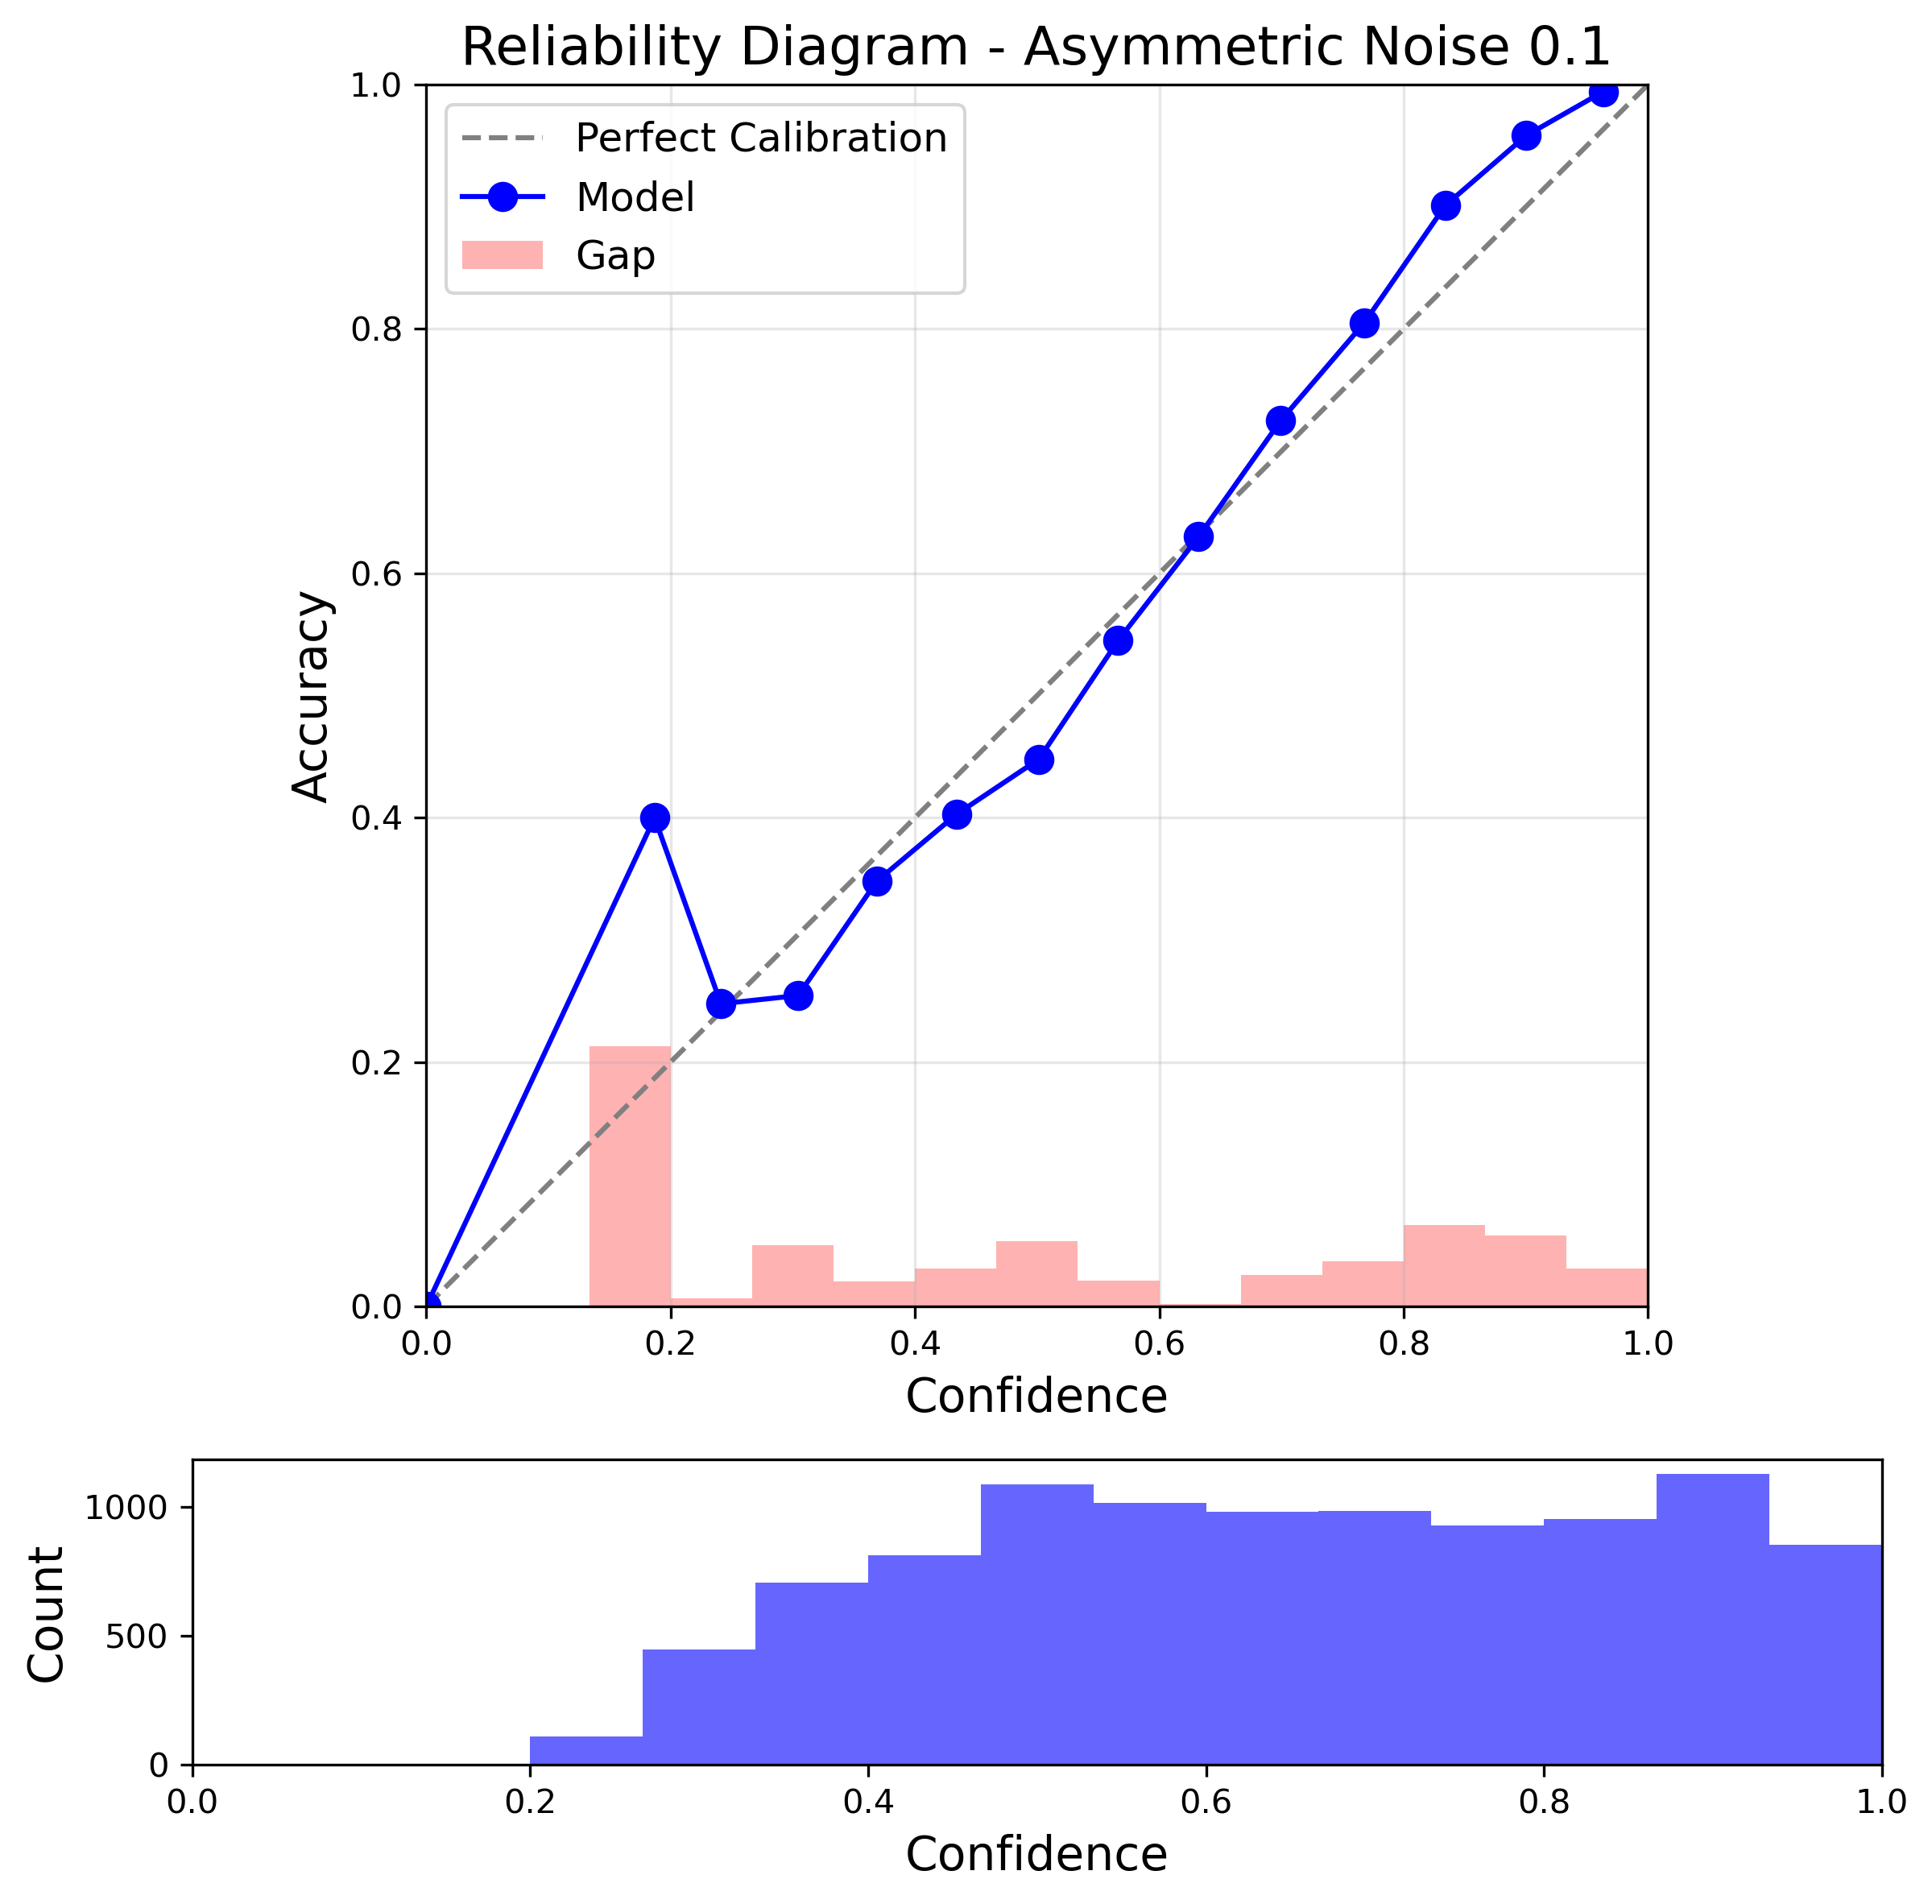 Reliability Diagram - Asymmetric Noise 0.1
1.0
0.8
0.6
0.4
0.2
0.0
Accuracy
Perfect Calibration
Model
Gap
0.0 0.2 0.4 0.6 0.8 1.0
Confidence
1000
500
0
Count
0.0 0.2 0.4 0.6 0.8 1.0
Confidence